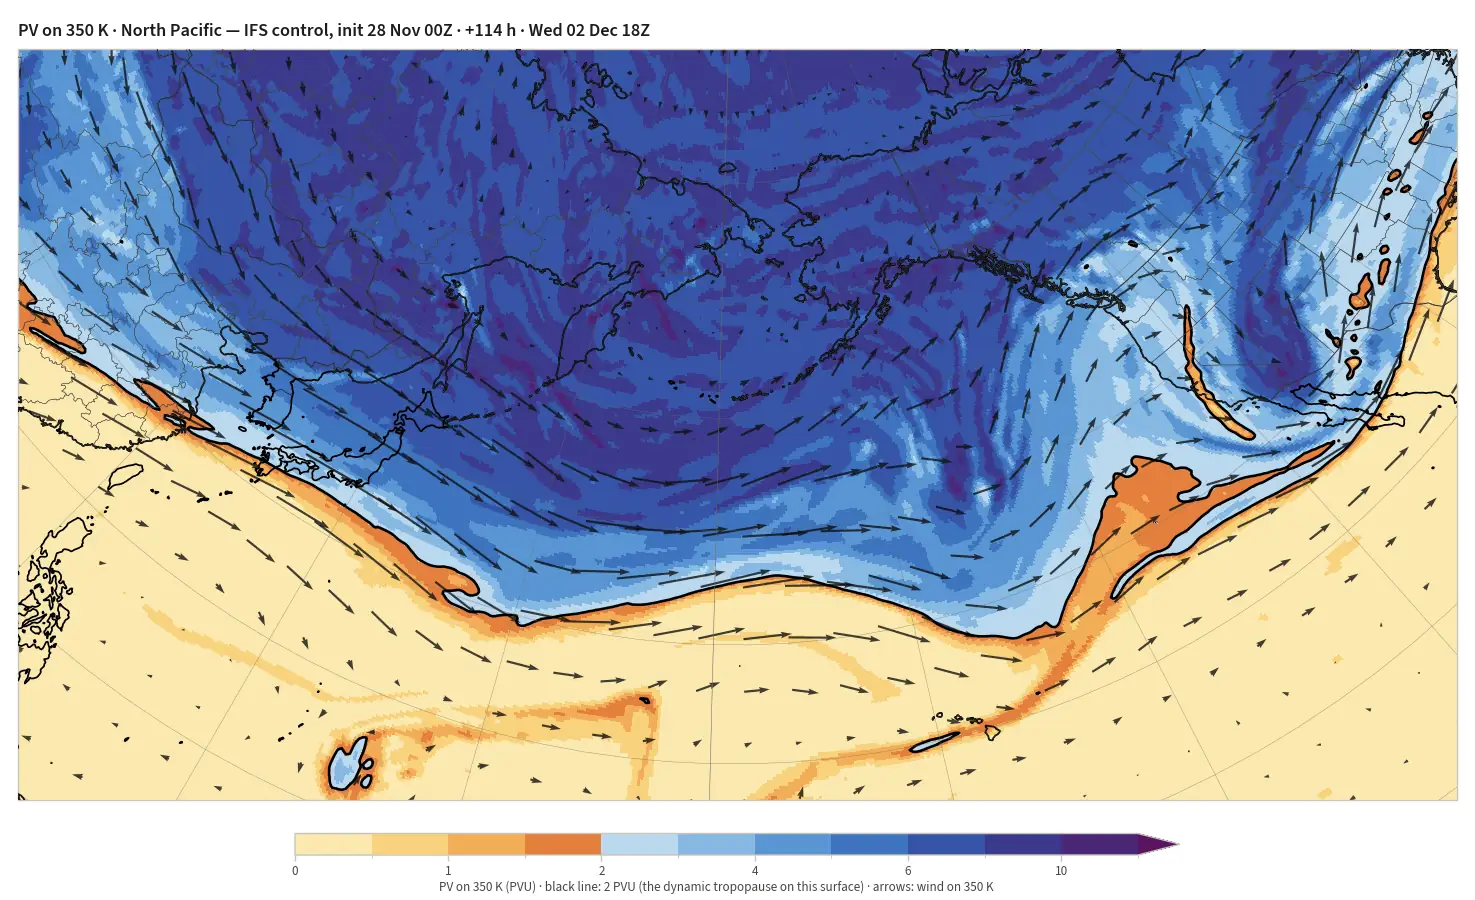 PV on 350 K · North Pacific — IFS control, init 28 Nov 00Z · +114 h · Wed 02 Dec 18Z
0 1 2 4 6 10
PV on 350 K (PVU) · black line: 2 PVU (the dynamic tropopause on this surface) · arrows: wind on 350 K